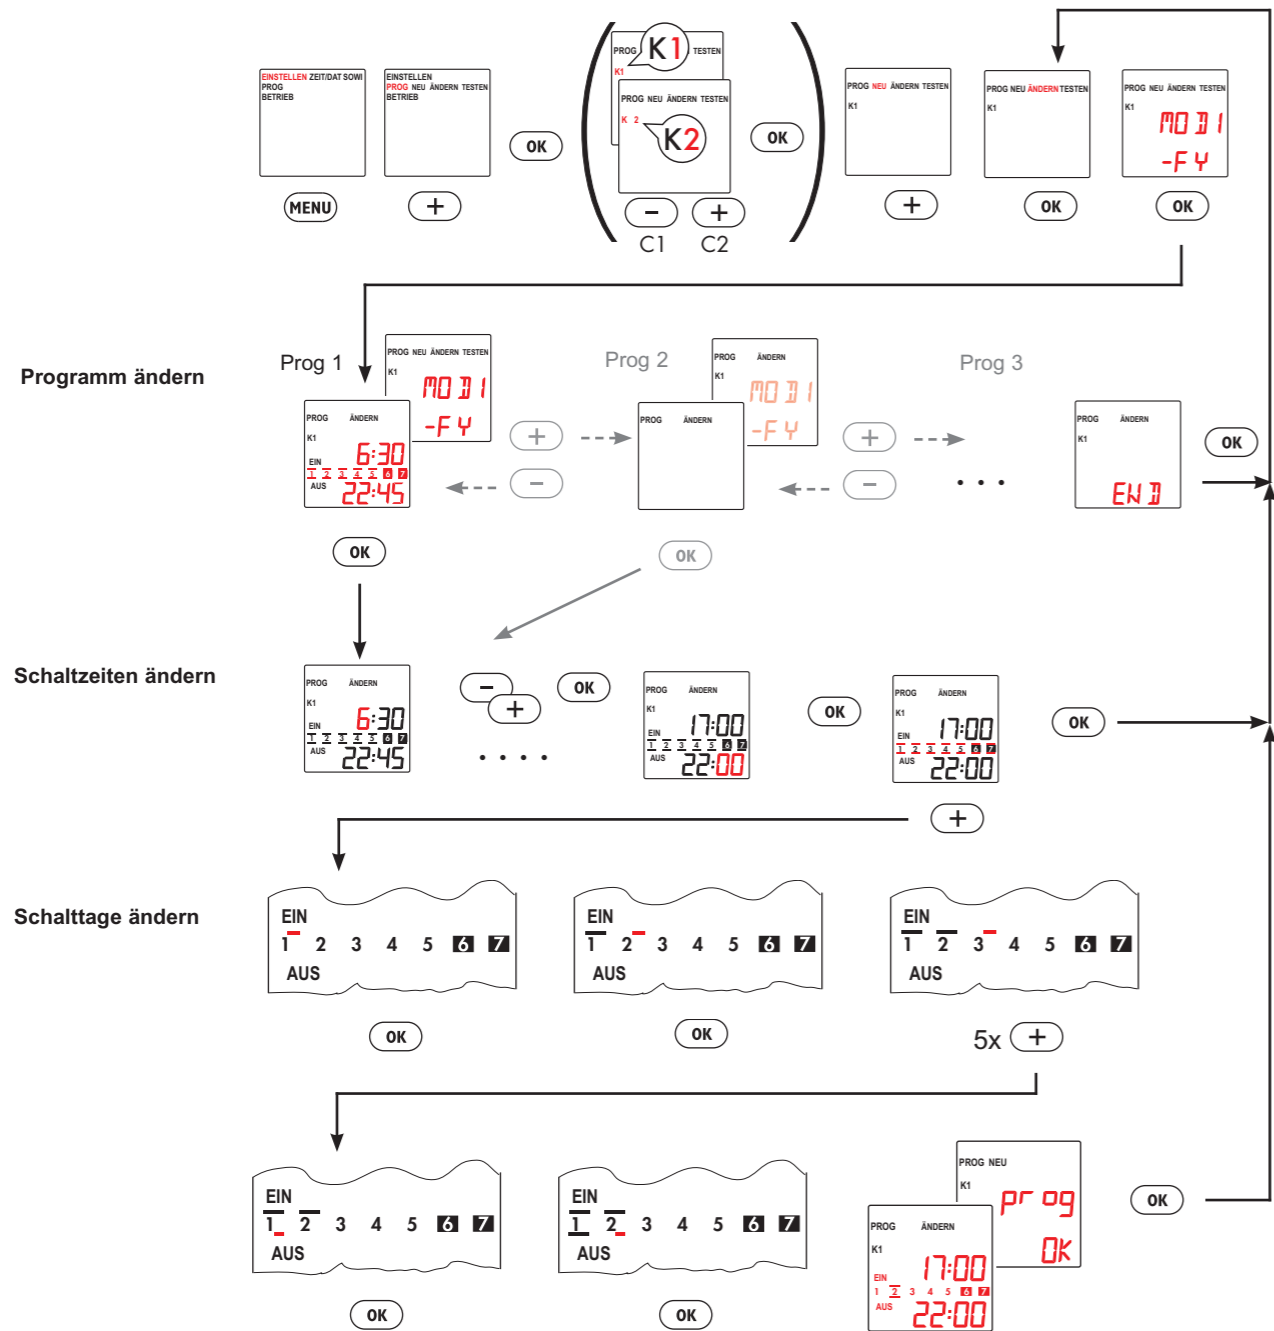 EINSTELLEN ZEIT/DAT SOWI
PROG
BETRIEB
MENU
EINSTELLEN
PROG NEU ÄNDERN TESTEN
BETRIEB
+
OK
PROG K1 TESTEN
K1
PROG NEU ÄNDERN TESTEN
K 2
K2
− +
C1 C2
OK
PROG NEU ÄNDERN TESTEN
K1
+
PROG NEU ÄNDERN TESTEN
K1
OK
PROG NEU ÄNDERN TESTEN
K1
MODI
-FY
OK
Programm ändern
Prog 1
PROG NEU ÄNDERN TESTEN
K1
MODI
-FY
PROG ÄNDERN
K1
EIN 6:30
1 2 3 4 5 6 7
AUS 22:45
OK
+
−
Prog 2
PROG ÄNDERN
K1
MODI
-FY
PROG ÄNDERN
OK
+
−
Prog 3
. . .
PROG ÄNDERN
K1
END
OK
Schaltzeiten ändern
PROG ÄNDERN
K1
EIN 6:30
1 2 3 4 5 6 7
AUS 22:45
−
+
. . . .
OK
PROG ÄNDERN
K1
EIN 17:00
1 2 3 4 5 6 7
AUS 22:00
OK
PROG ÄNDERN
K1
EIN 17:00
1 2 3 4 5 6 7
AUS 22:00
OK
+
Schalttage ändern
EIN
1 2 3 4 5 6 7
AUS
OK
EIN
1 2 3 4 5 6 7
AUS
OK
EIN
1 2 3 4 5 6 7
AUS
5x +
EIN
1 2 3 4 5 6 7
AUS
OK
EIN
1 2 3 4 5 6 7
AUS
OK
PROG NEU
K1
prog
OK
PROG ÄNDERN
K1
EIN 17:00
1 2 3 4 5 6 7
AUS 22:00
OK